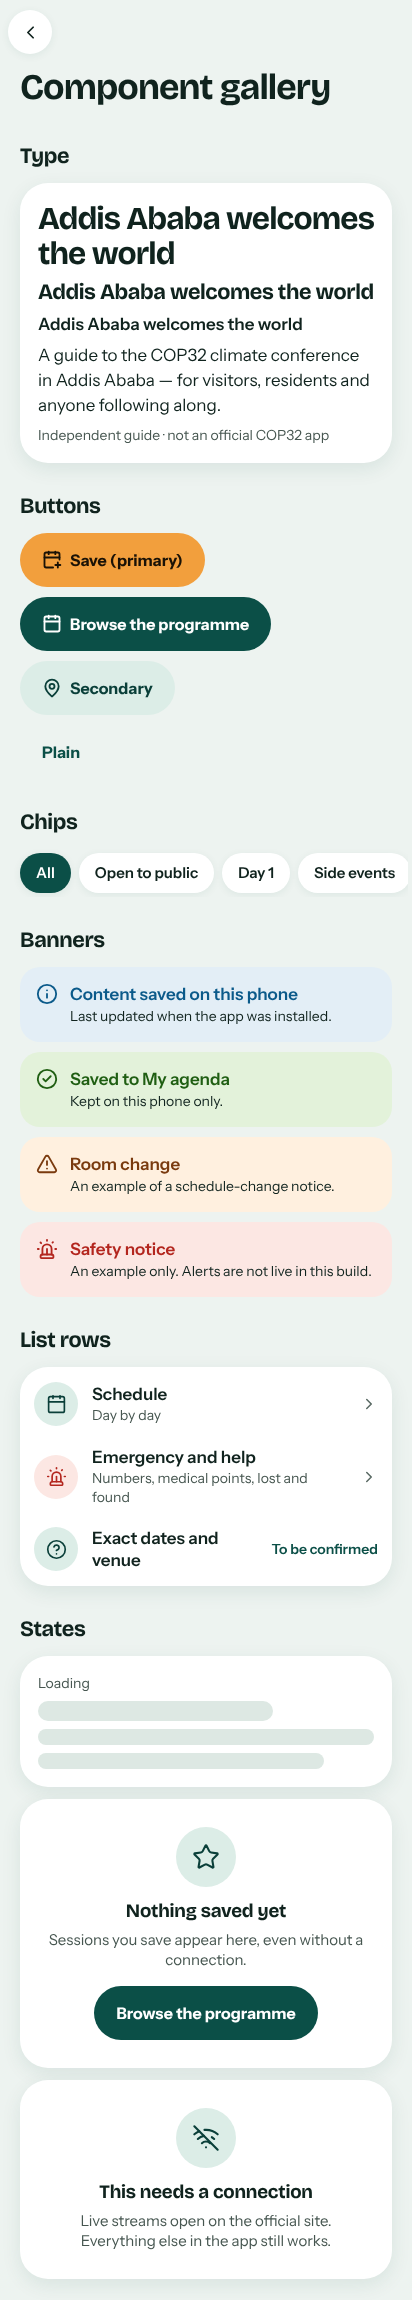 Component gallery
Type
Addis Ababa welcomes
the world
Addis Ababa welcomes the world
Addis Ababa welcomes the world
A guide to the COP32 climate conference
in Addis Ababa — for visitors, residents and
anyone following along.
Independent guide · not an official COP32 app
Buttons
Save (primary)
Browse the programme
Secondary
Plain
Chips
All
Open to public
Day 1
Side events
Banners
Content saved on this phone
Last updated when the app was installed.
Saved to My agenda
Kept on this phone only.
Room change
An example of a schedule-change notice.
Safety notice
An example only. Alerts are not live in this build.
List rows
Schedule
Day by day
Emergency and help
Numbers, medical points, lost and
found
Exact dates and
venue
To be confirmed
States
Loading
Nothing saved yet
Sessions you save appear here, even without a
connection.
Browse the programme
This needs a connection
Live streams open on the official site.
Everything else in the app still works.